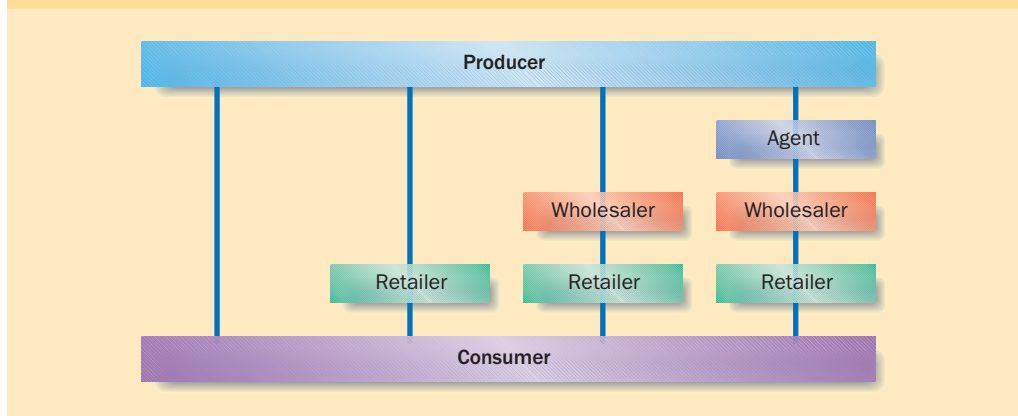 Producer
Agent
Wholesaler Wholesaler
Retailer Retailer Retailer
Consumer